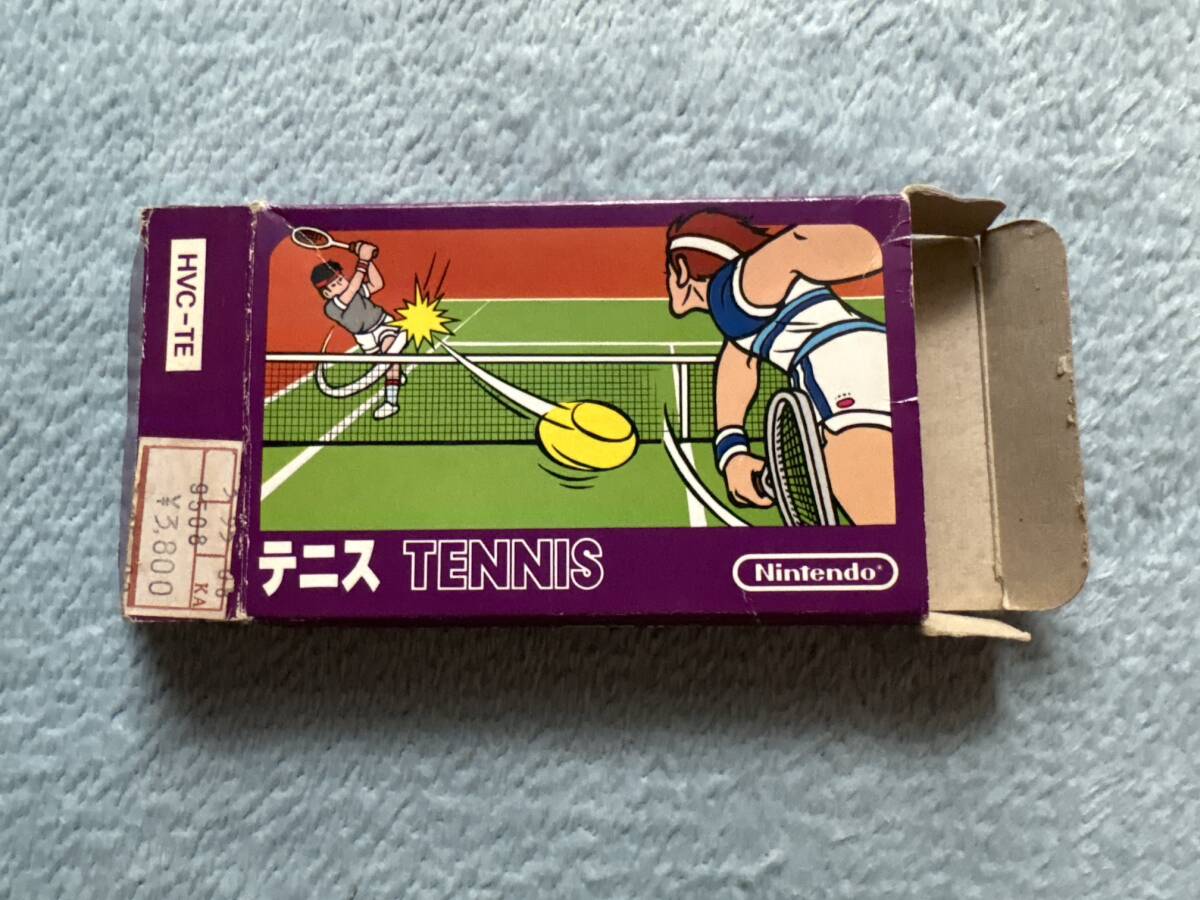 HVC-TE
9508 KA
¥3,800
テニス TENNIS
Nintendo®